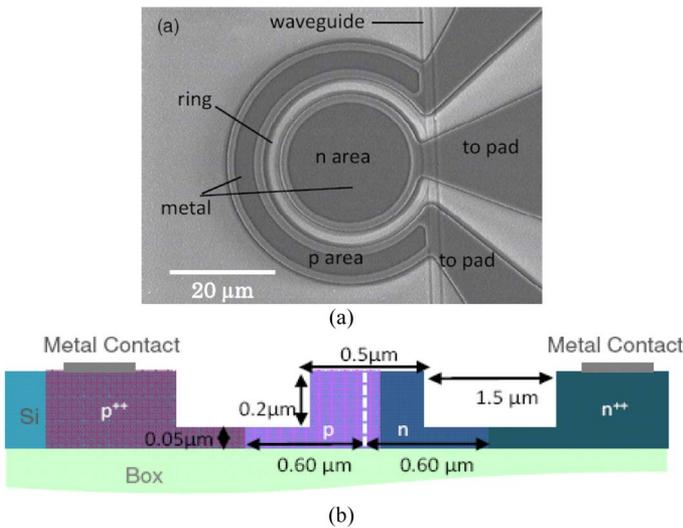 (a)
waveguide
ring
n area
to pad
metal
p area
to pad
20 μm
(a)
Metal Contact
Metal Contact
0.5μm
Si
p++
0.2μm
1.5 μm
n++
p
n
0.05μm
0.60 μm
0.60 μm
Box
(b)